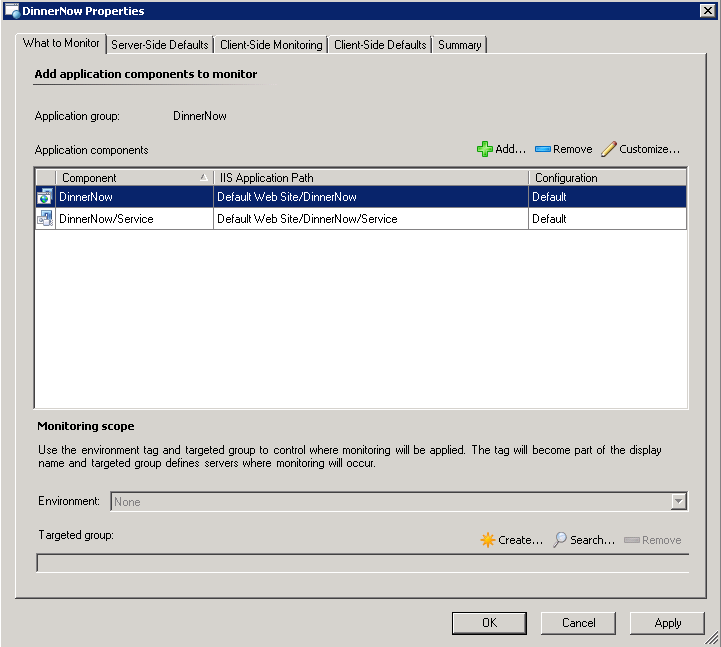 DinnerNow Properties
What to Monitor Server-Side Defaults Client-Side Monitoring Client-Side Defaults Summary
Add application components to monitor
Application group: DinnerNow
Application components Add... Remove Customize...
Component IIS Application Path Configuration
DinnerNow Default Web Site/DinnerNow Default
DinnerNow/Service Default Web Site/DinnerNow/Service Default
Monitoring scope
Use the environment tag and targeted group to control where monitoring will be applied. The tag will become part of the display
name and targeted group defines servers where monitoring will occur.
Environment: None
Targeted group: Create... Search... Remove
OK Cancel Apply